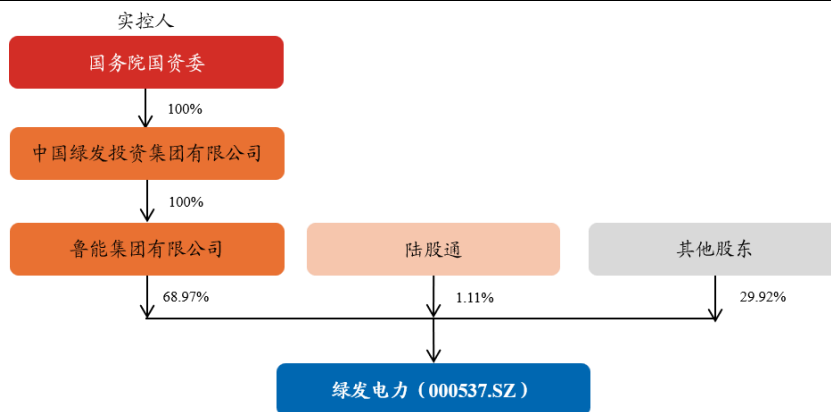 实控人
国务院国资委
100%
中国绿发投资集团有限公司
100%
鲁能集团有限公司
陆股通
其他股东
68.97%
1.11%
29.92%
绿发电力（000537.SZ）